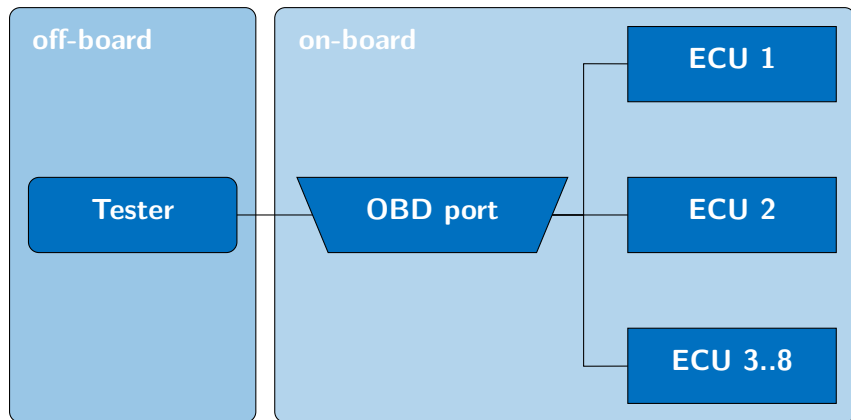 off-board
on-board
ECU 1
Tester
OBD port
ECU 2
ECU 3..8